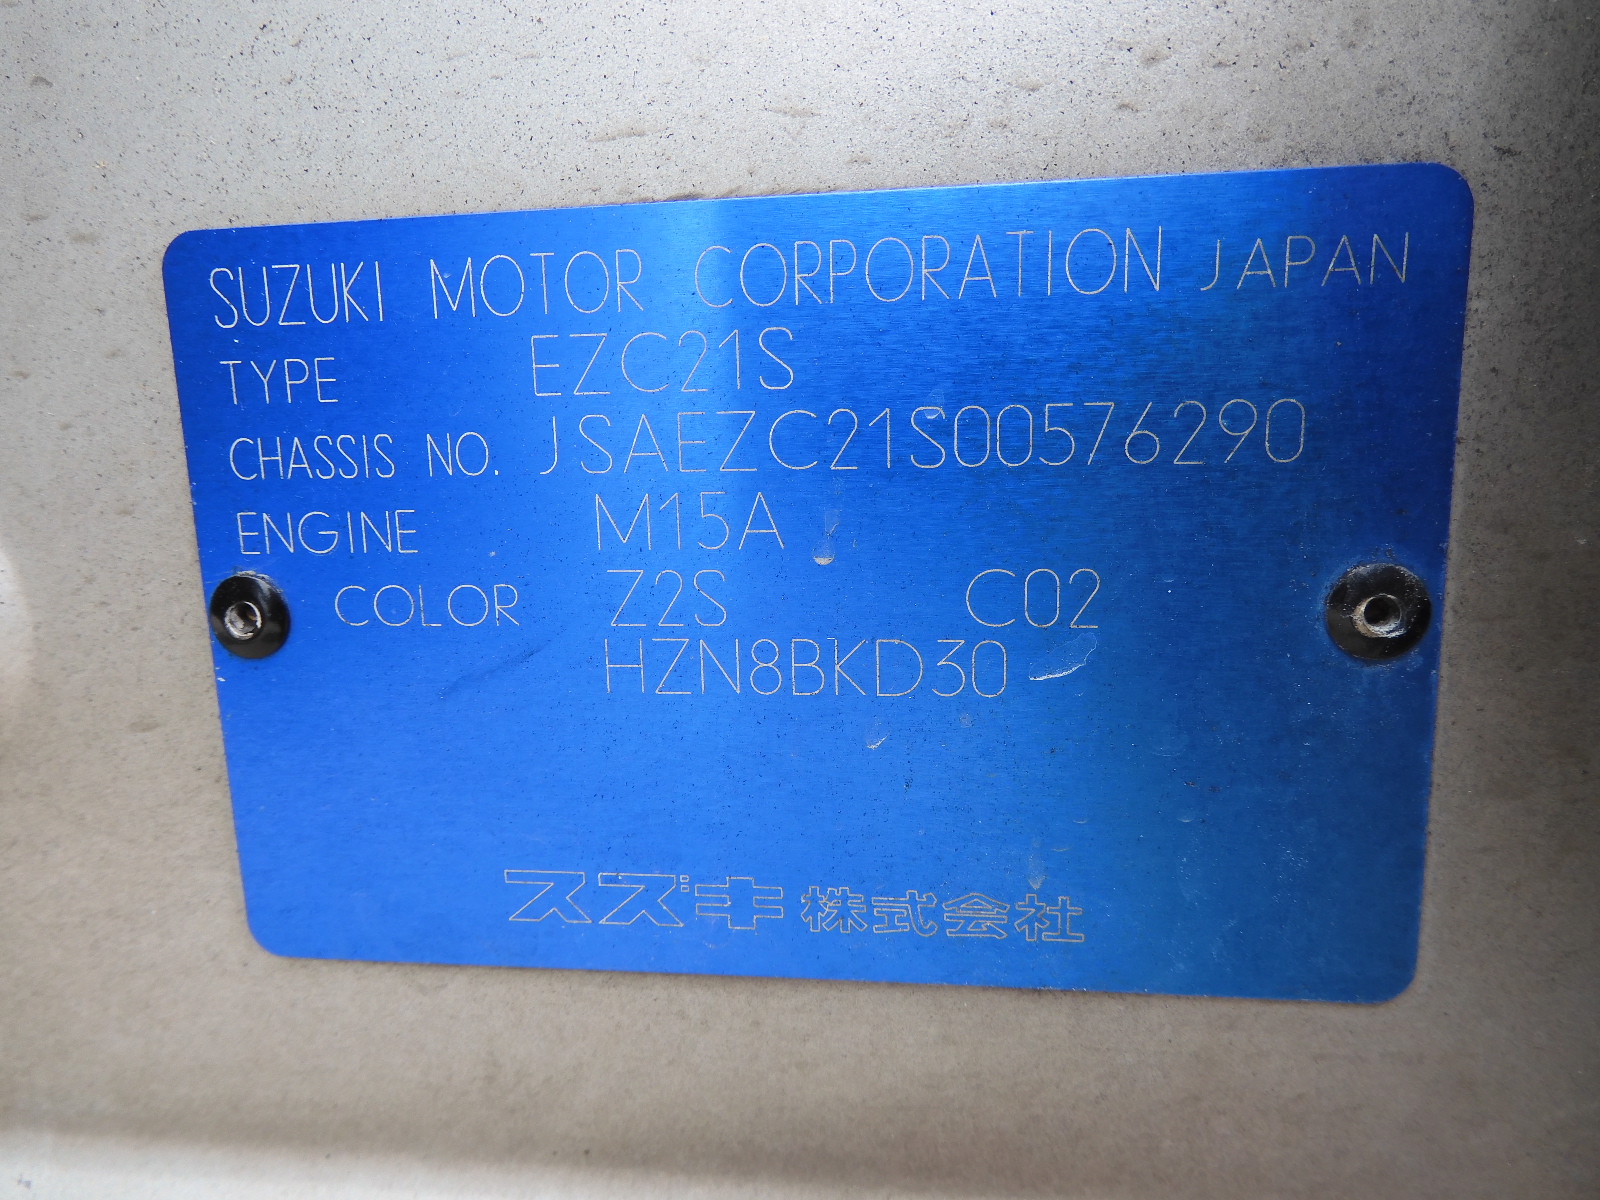 SUZUKI MOTOR CORPORATION JAPAN
TYPE EZC21S
CHASSIS NO. JSAEZC21S00576290
ENGINE M15A
COLOR Z2S C02
HZN8BKD30
スズキ株式会社